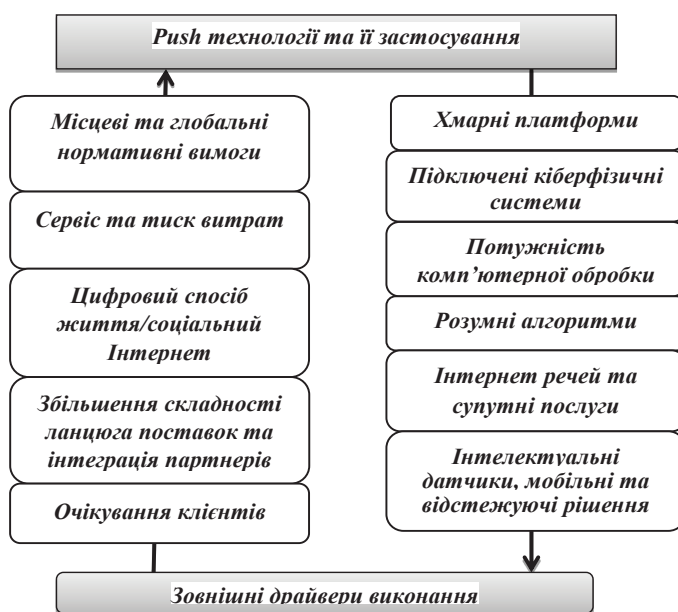 Push технології та її застосування
Місцеві та глобальні
нормативні вимоги
Сервіс та тиск витрат
Цифровий спосіб
життя/соціальний
Інтернет
Збільшення складності
ланцюга поставок та
інтеграція партнерів
Очікування клієнтів
Хмарні платформи
Підключені кіберфізичні
системи
Потужність
комп’ютерної обробки
Розумні алгоритми
Інтернет речей та
супутні послуги
Інтелектуальні
датчики, мобільні та
відстежуючі рішення
Зовнішні драйвери виконання